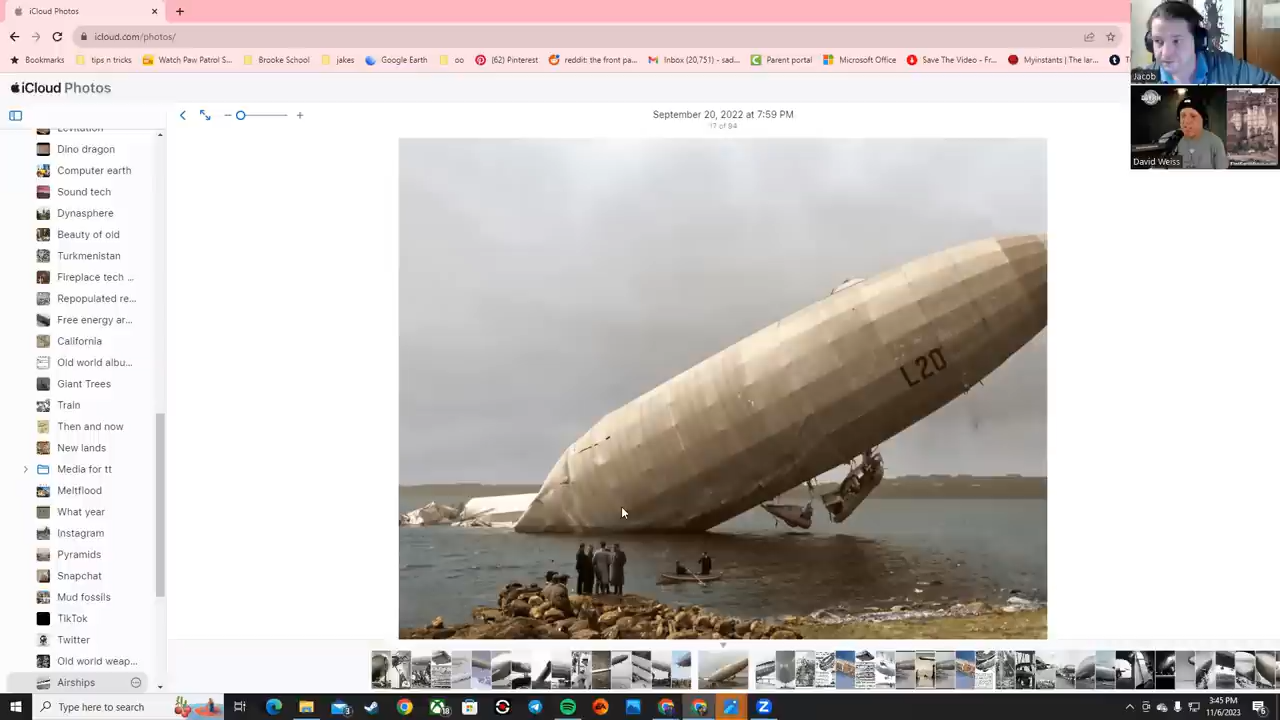 iCloud Photos
icloud.com/photos/
Bookmarks
tips n tricks
Watch Paw Patrol S...
Brooke School
jakes
Google Earth
oo
(62) Pinterest
reddit: the front pa...
Inbox (20,751) - sad...
Parent portal
Microsoft Office
Save The Video - Fr...
Myinstants | The lar...
Jacob
iCloud Photos
September 20, 2022 at 7:59 PM
17 of 94
David Weiss
Levitation
Dino dragon
Computer earth
Sound tech
Dynasphere
Beauty of old
Turkmenistan
Fireplace tech ...
Repopulated re...
Free energy ar...
California
Old world albu...
Giant Trees
Train
Then and now
New lands
Media for tt
Meltflood
What year
Instagram
Pyramids
Snapchat
Mud fossils
TikTok
Twitter
Old world weap...
Airships
L20
Type here to search
3:45 PM
11/6/2023